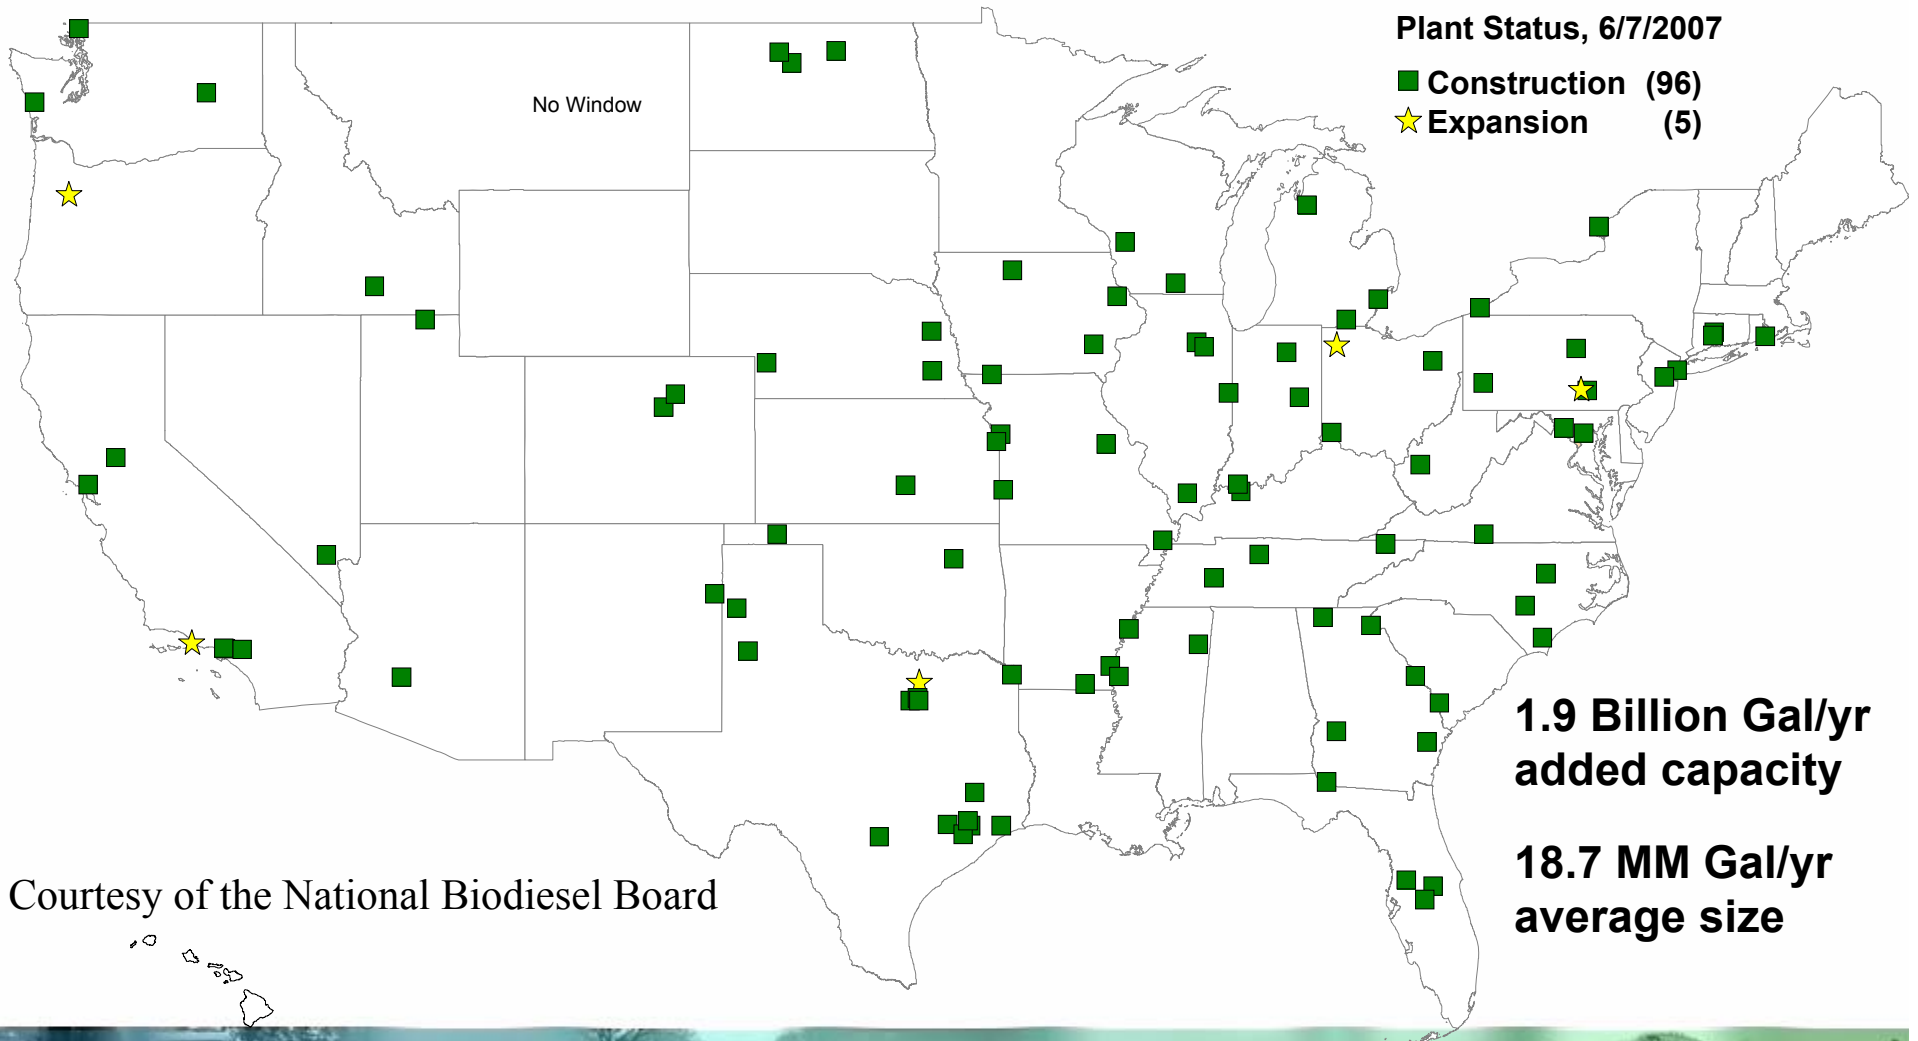 Plant Status, 6/7/2007
Construction (96)
Expansion (5)
No Window
1.9 Billion Gal/yr
added capacity
18.7 MM Gal/yr
average size
Courtesy of the National Biodiesel Board